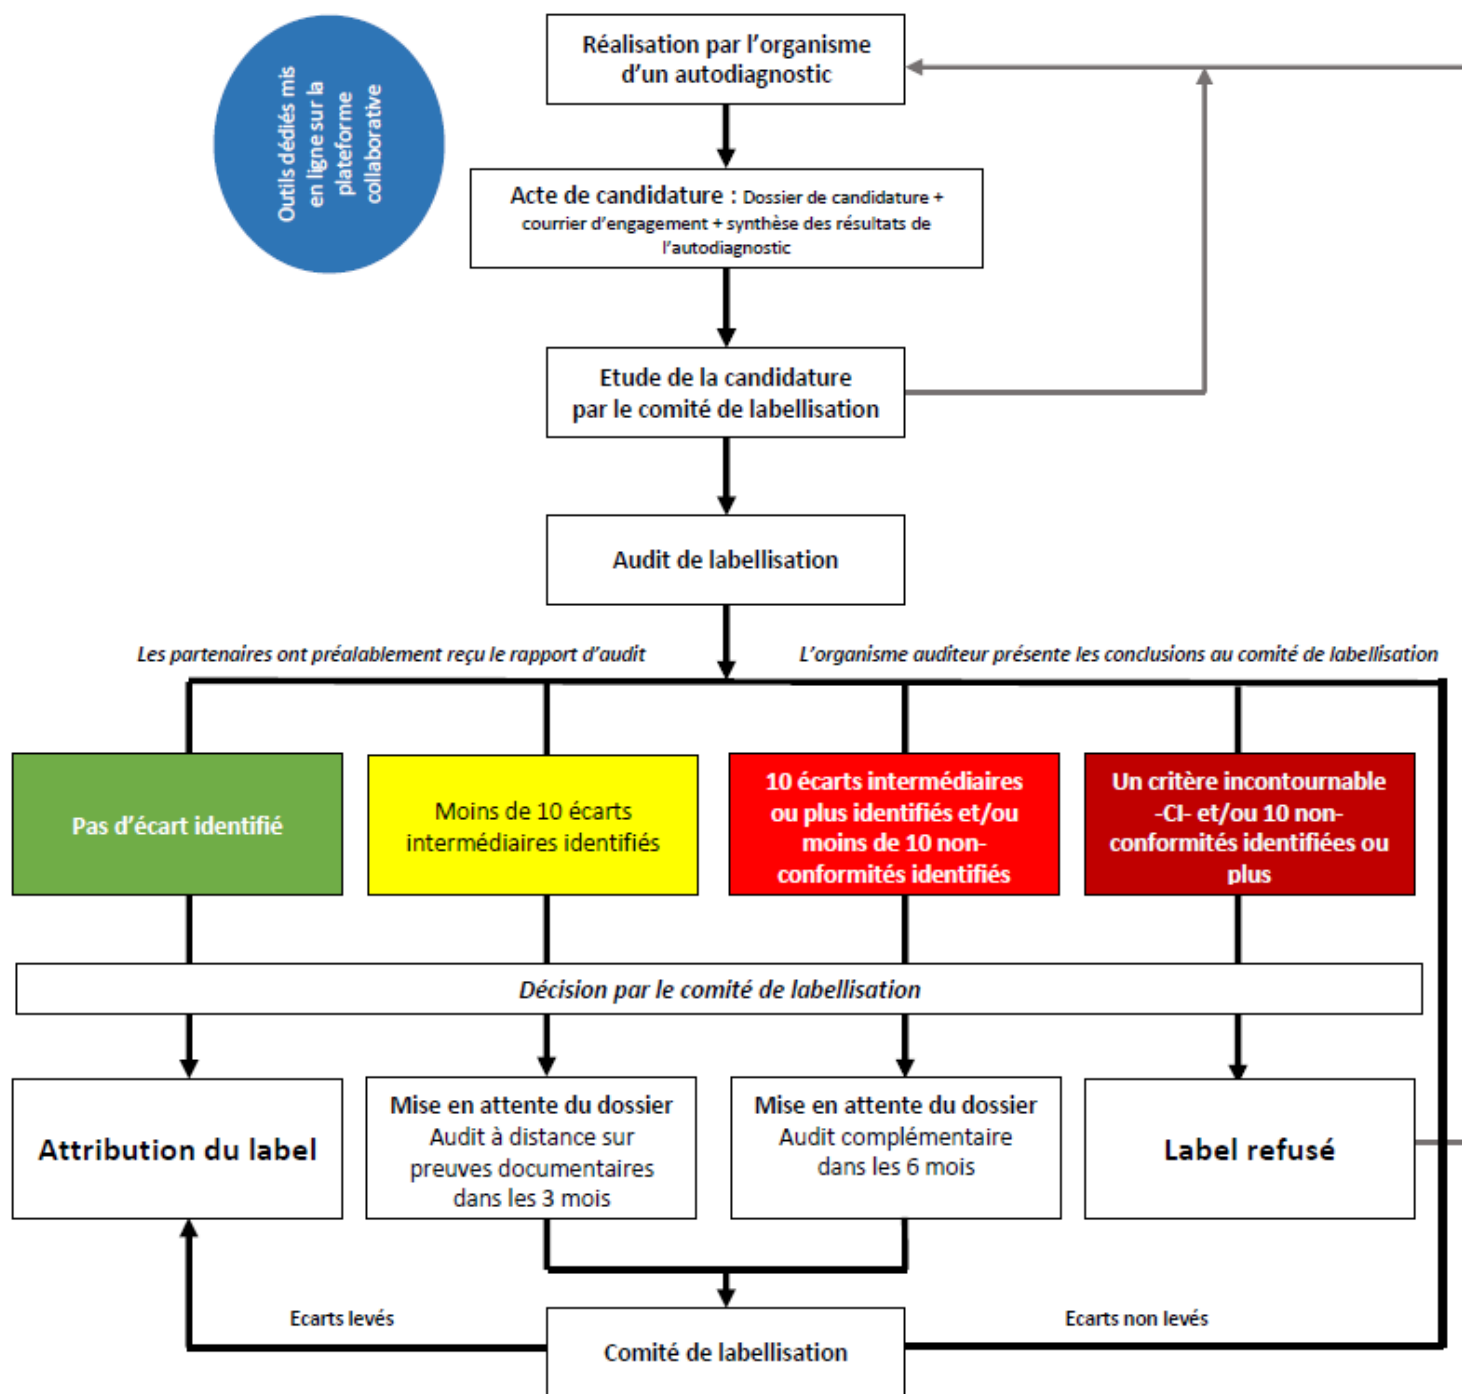 Réalisation par l'organisme
d'un autodiagnostic
Outils dédiés mis
en ligne sur la
plateforme
collaborative
Acte de candidature : Dossier de candidature +
courrier d'engagement + synthèse des résultats de
l'autodiagnostic
Etude de la candidature
par le comité de labellisation
Audit de labellisation
Les partenaires ont préalablement reçu le rapport d'audit
L'organisme auditeur présente les conclusions au comité de labellisation
Pas d'écart identifié
Moins de 10 écarts
intermédiaires identifiés
10 écarts intermédiaires
ou plus identifiés et/ou
moins de 10 non-
conformités identifiés
Un critère incontournable
-CI- et/ou 10 non-
conformités identifiées ou
plus
Décision par le comité de labellisation
Attribution du label
Mise en attente du dossier
Audit à distance sur
preuves documentaires
dans les 3 mois
Mise en attente du dossier
Audit complémentaire
dans les 6 mois
Label refusé
Ecarts levés
Ecarts non levés
Comité de labellisation